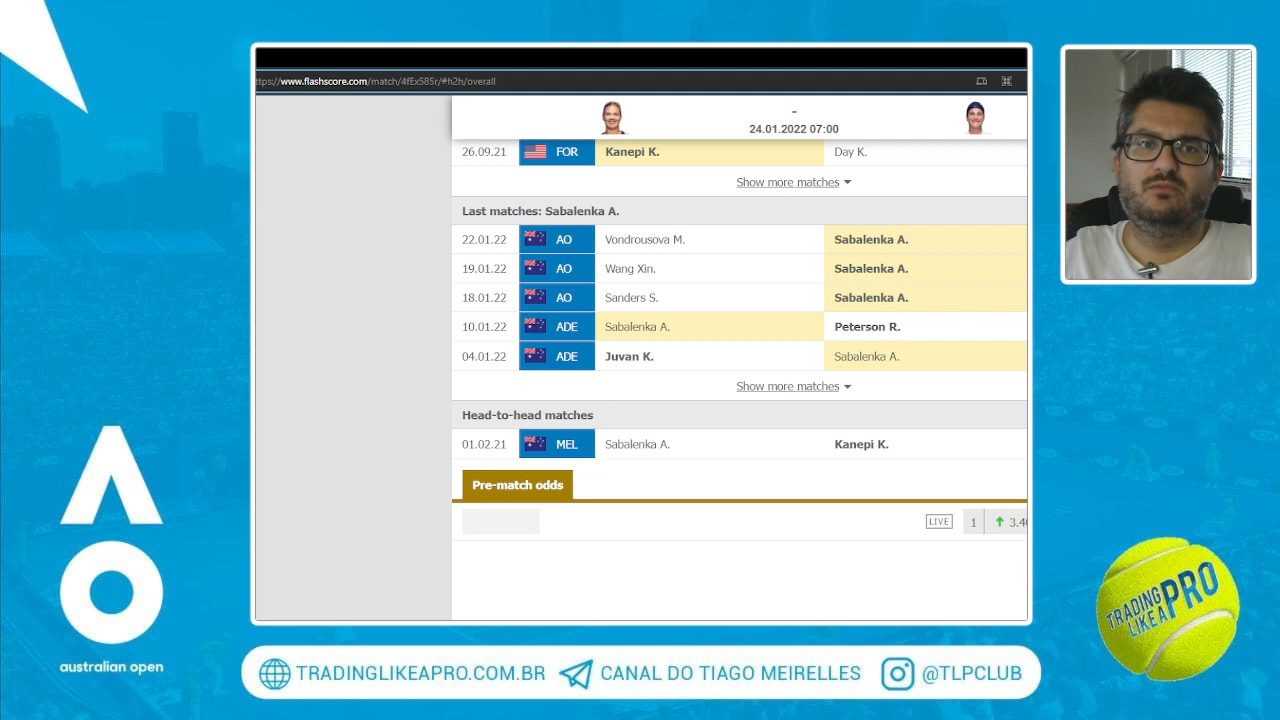 ttps://www.flashscore.com/match/4fEx585r/#h2h/overall
-
24.01.2022 07:00
26.09.21 FOR Kanepi K. Day K.
Show more matches
Last matches: Sabalenka A.
22.01.22 AO Vondrousova M. Sabalenka A.
19.01.22 AO Wang Xin. Sabalenka A.
18.01.22 AO Sanders S. Sabalenka A.
10.01.22 ADE Sabalenka A. Peterson R.
04.01.22 ADE Juvan K. Sabalenka A.
Show more matches
Head-to-head matches
01.02.21 MEL Sabalenka A. Kanepi K.
Pre-match odds
LIVE 1 3.40
australian open
TRADING LIKE A PRO
TRADINGLIKEAPRO.COM.BR CANAL DO TIAGO MEIRELLES @TLPCLUB